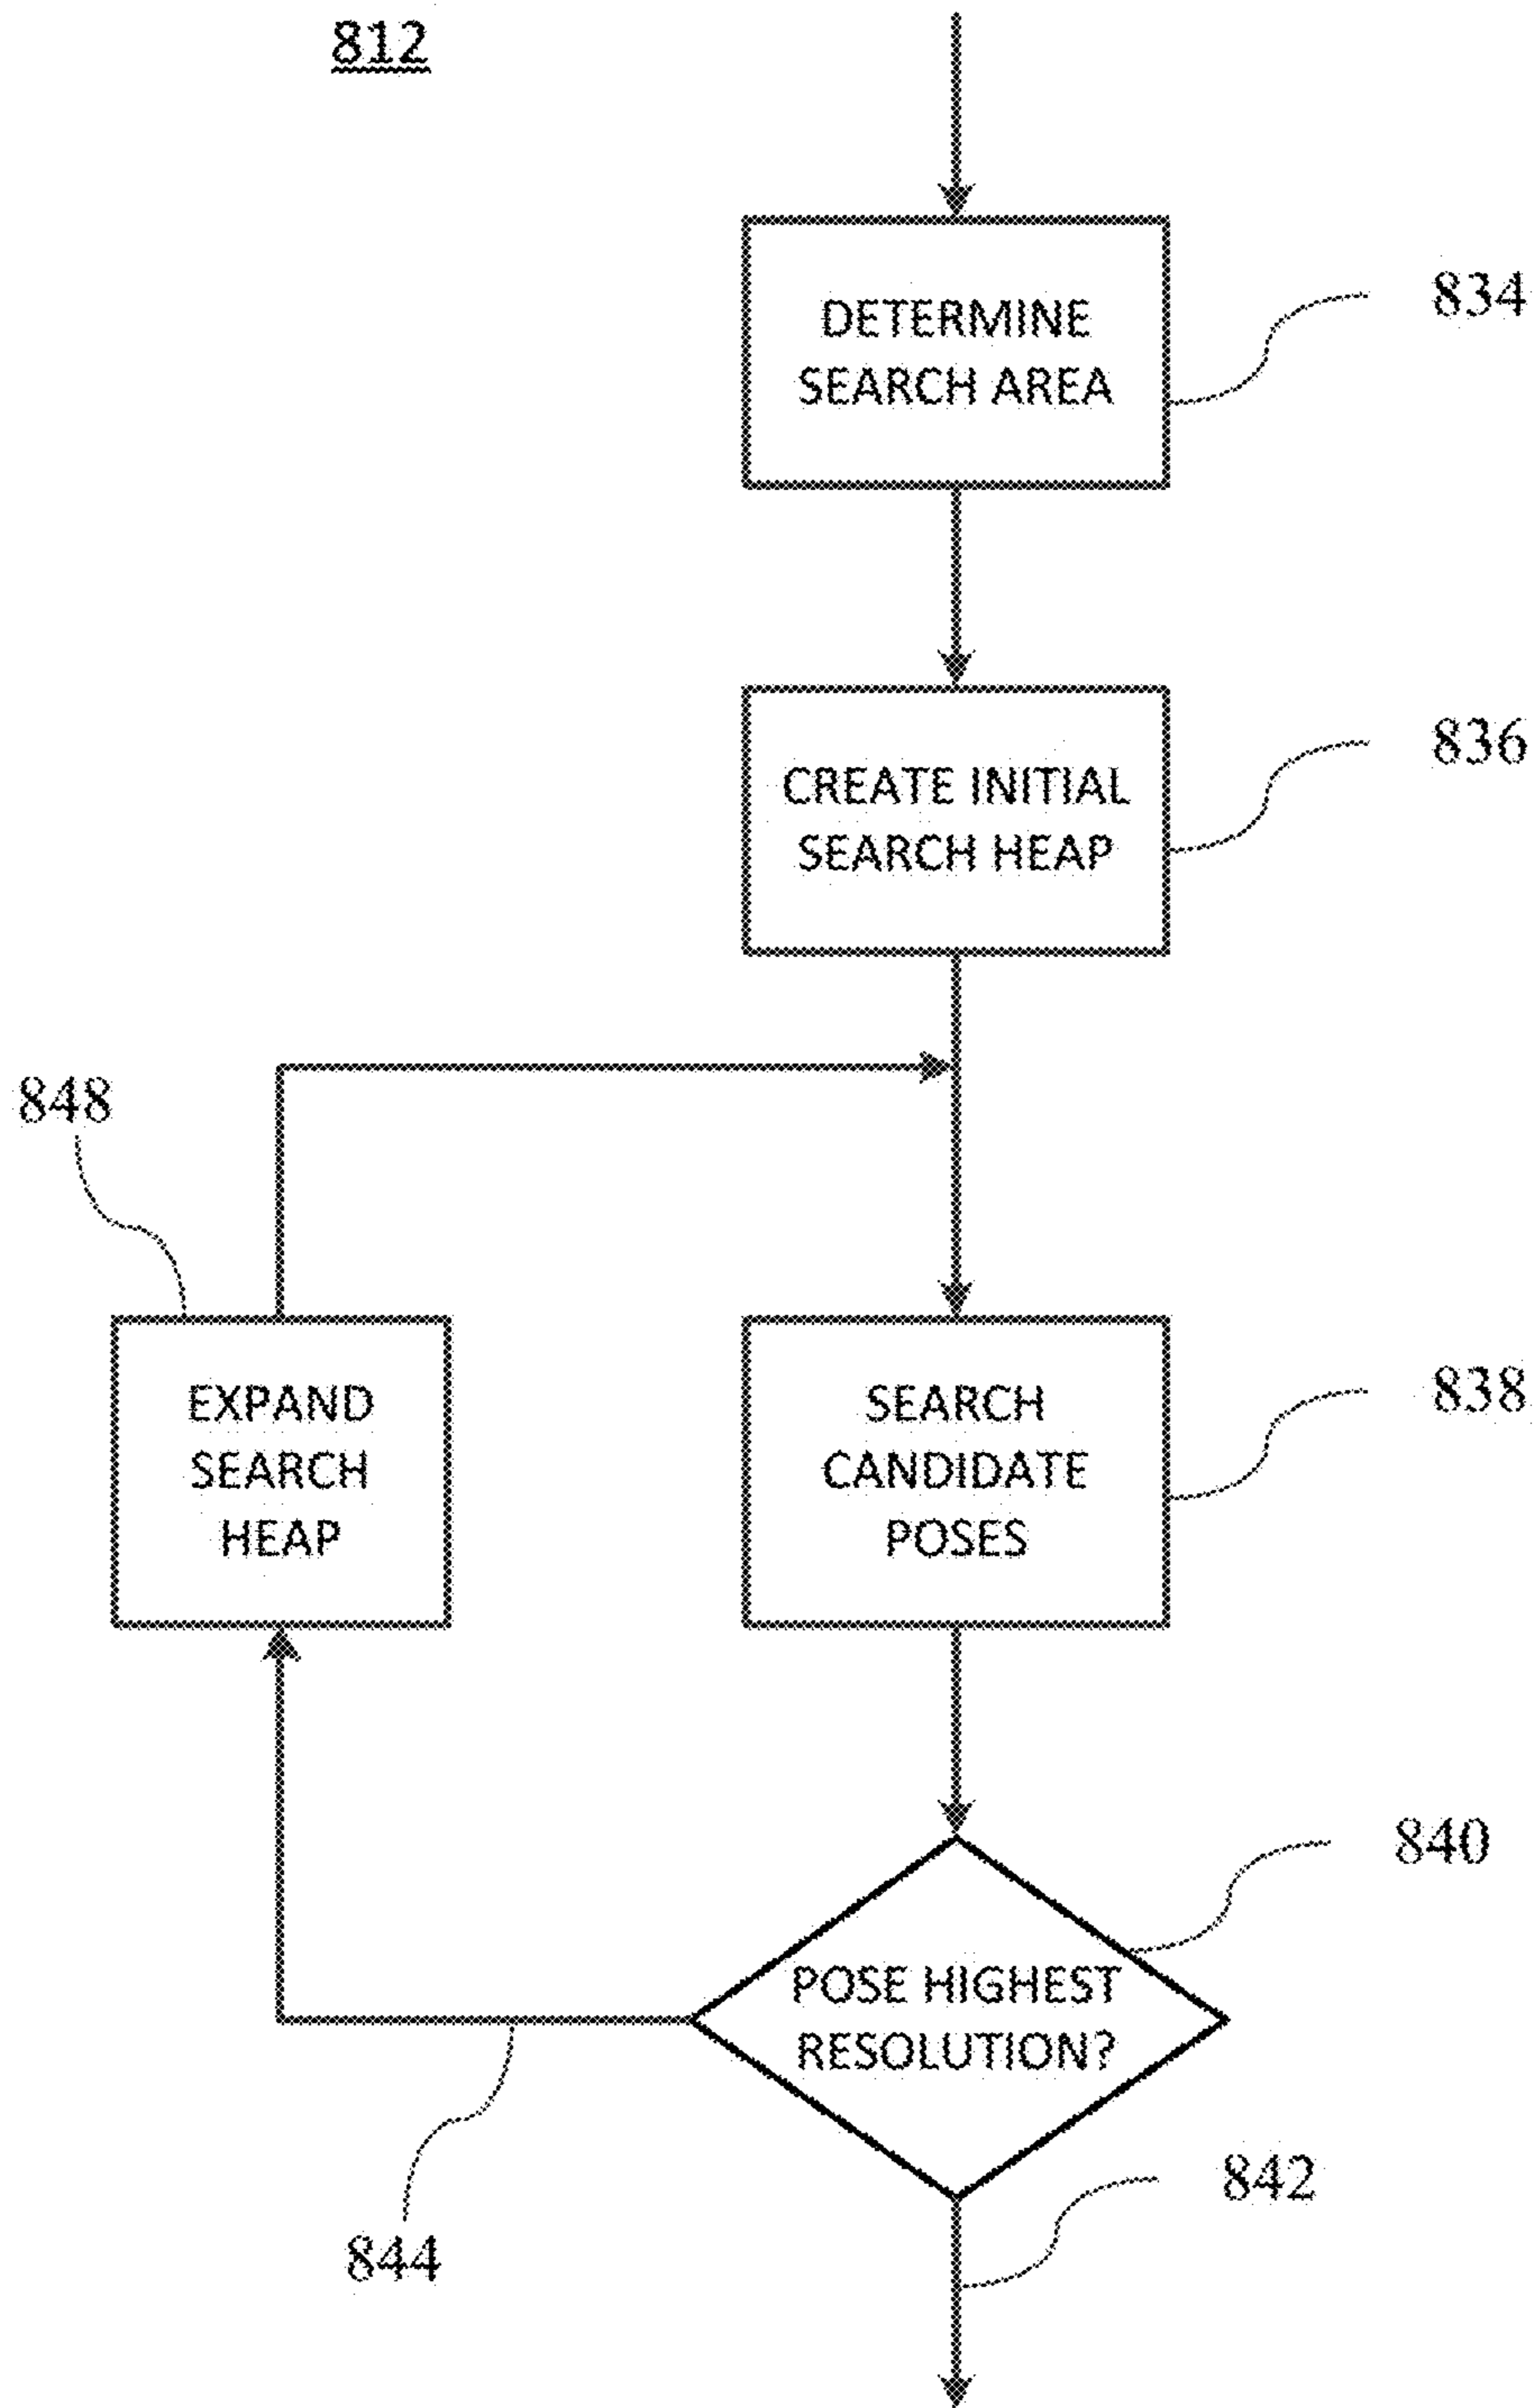 812
DETERMINE
SEARCH AREA
834
CREATE INITIAL
SEARCH HEAP
836
848
EXPAND
SEARCH
HEAP
SEARCH
CANDIDATE
POSES
838
840
POSE HIGHEST
RESOLUTION?
842
844